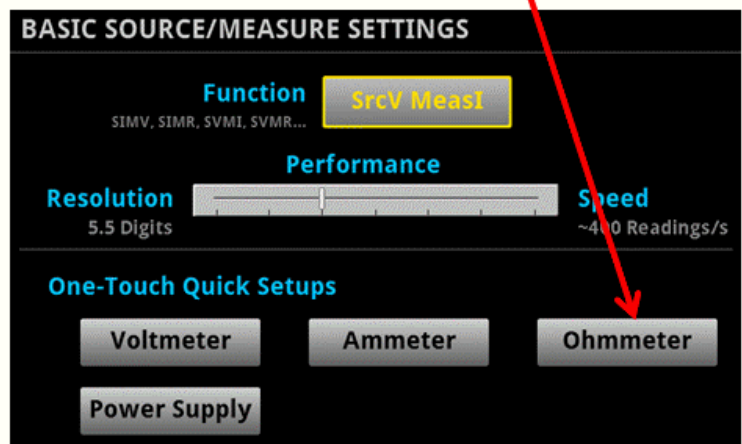 BASIC SOURCE/MEASURE SETTINGS
Function
SIMV, SIMR, SVMI, SVMR...
SrcV MeasI
Performance
Resolution
5.5 Digits
Speed
~400 Readings/s
One-Touch Quick Setups
Voltmeter
Ammeter
Ohmmeter
Power Supply